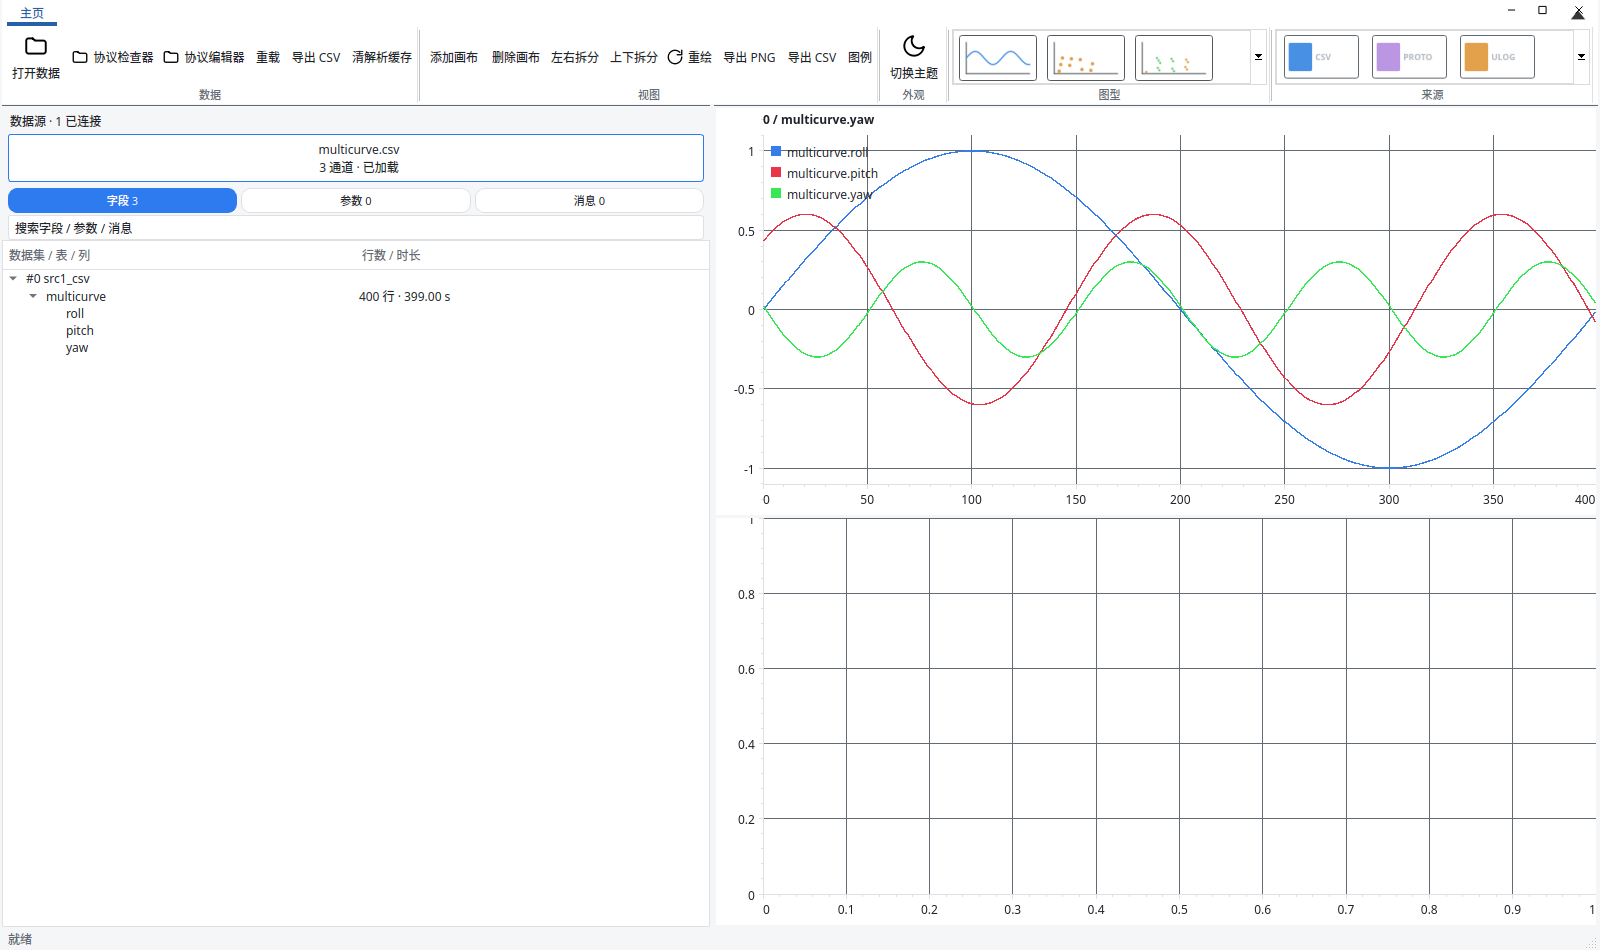 主页
打开数据
协议检查器 协议编辑器 重载 导出 CSV 清解析缓存
数据
添加画布 删除画布 左右拆分 上下拆分 重绘 导出 PNG 导出 CSV 图例
视图
切换主题
外观
图型
CSV PROTO ULOG
来源
数据源 · 1 已连接
multicurve.csv
3 通道 · 已加载
字段 3 参数 0 消息 0
搜索字段 / 参数 / 消息
数据集 / 表 / 列 行数 / 时长
#0 src1_csv
multicurve 400 行 · 399.00 s
roll
pitch
yaw
0 / multicurve.yaw
multicurve.roll
multicurve.pitch
multicurve.yaw
1
0.5
0
-0.5
-1
0 50 100 150 200 250 300 350 400
1
0.8
0.6
0.4
0.2
0
0 0.1 0.2 0.3 0.4 0.5 0.6 0.7 0.8 0.9 1
就绪